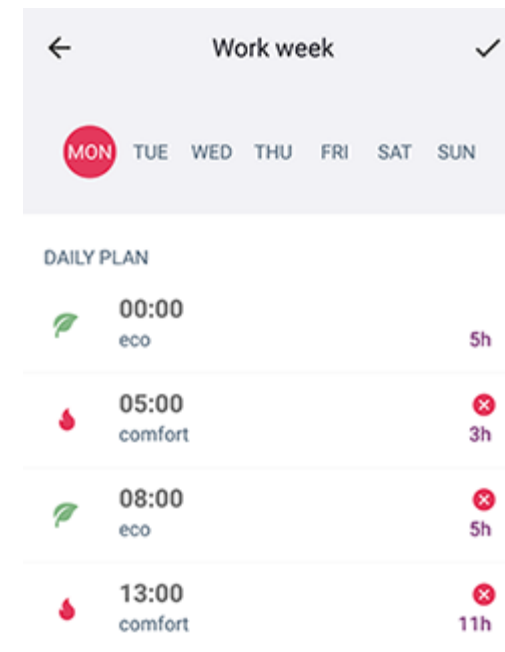 Work week
MON TUE WED THU FRI SAT SUN
DAILY PLAN
00:00
eco 5h
05:00
comfort 3h
08:00
eco 5h
13:00
comfort 11h